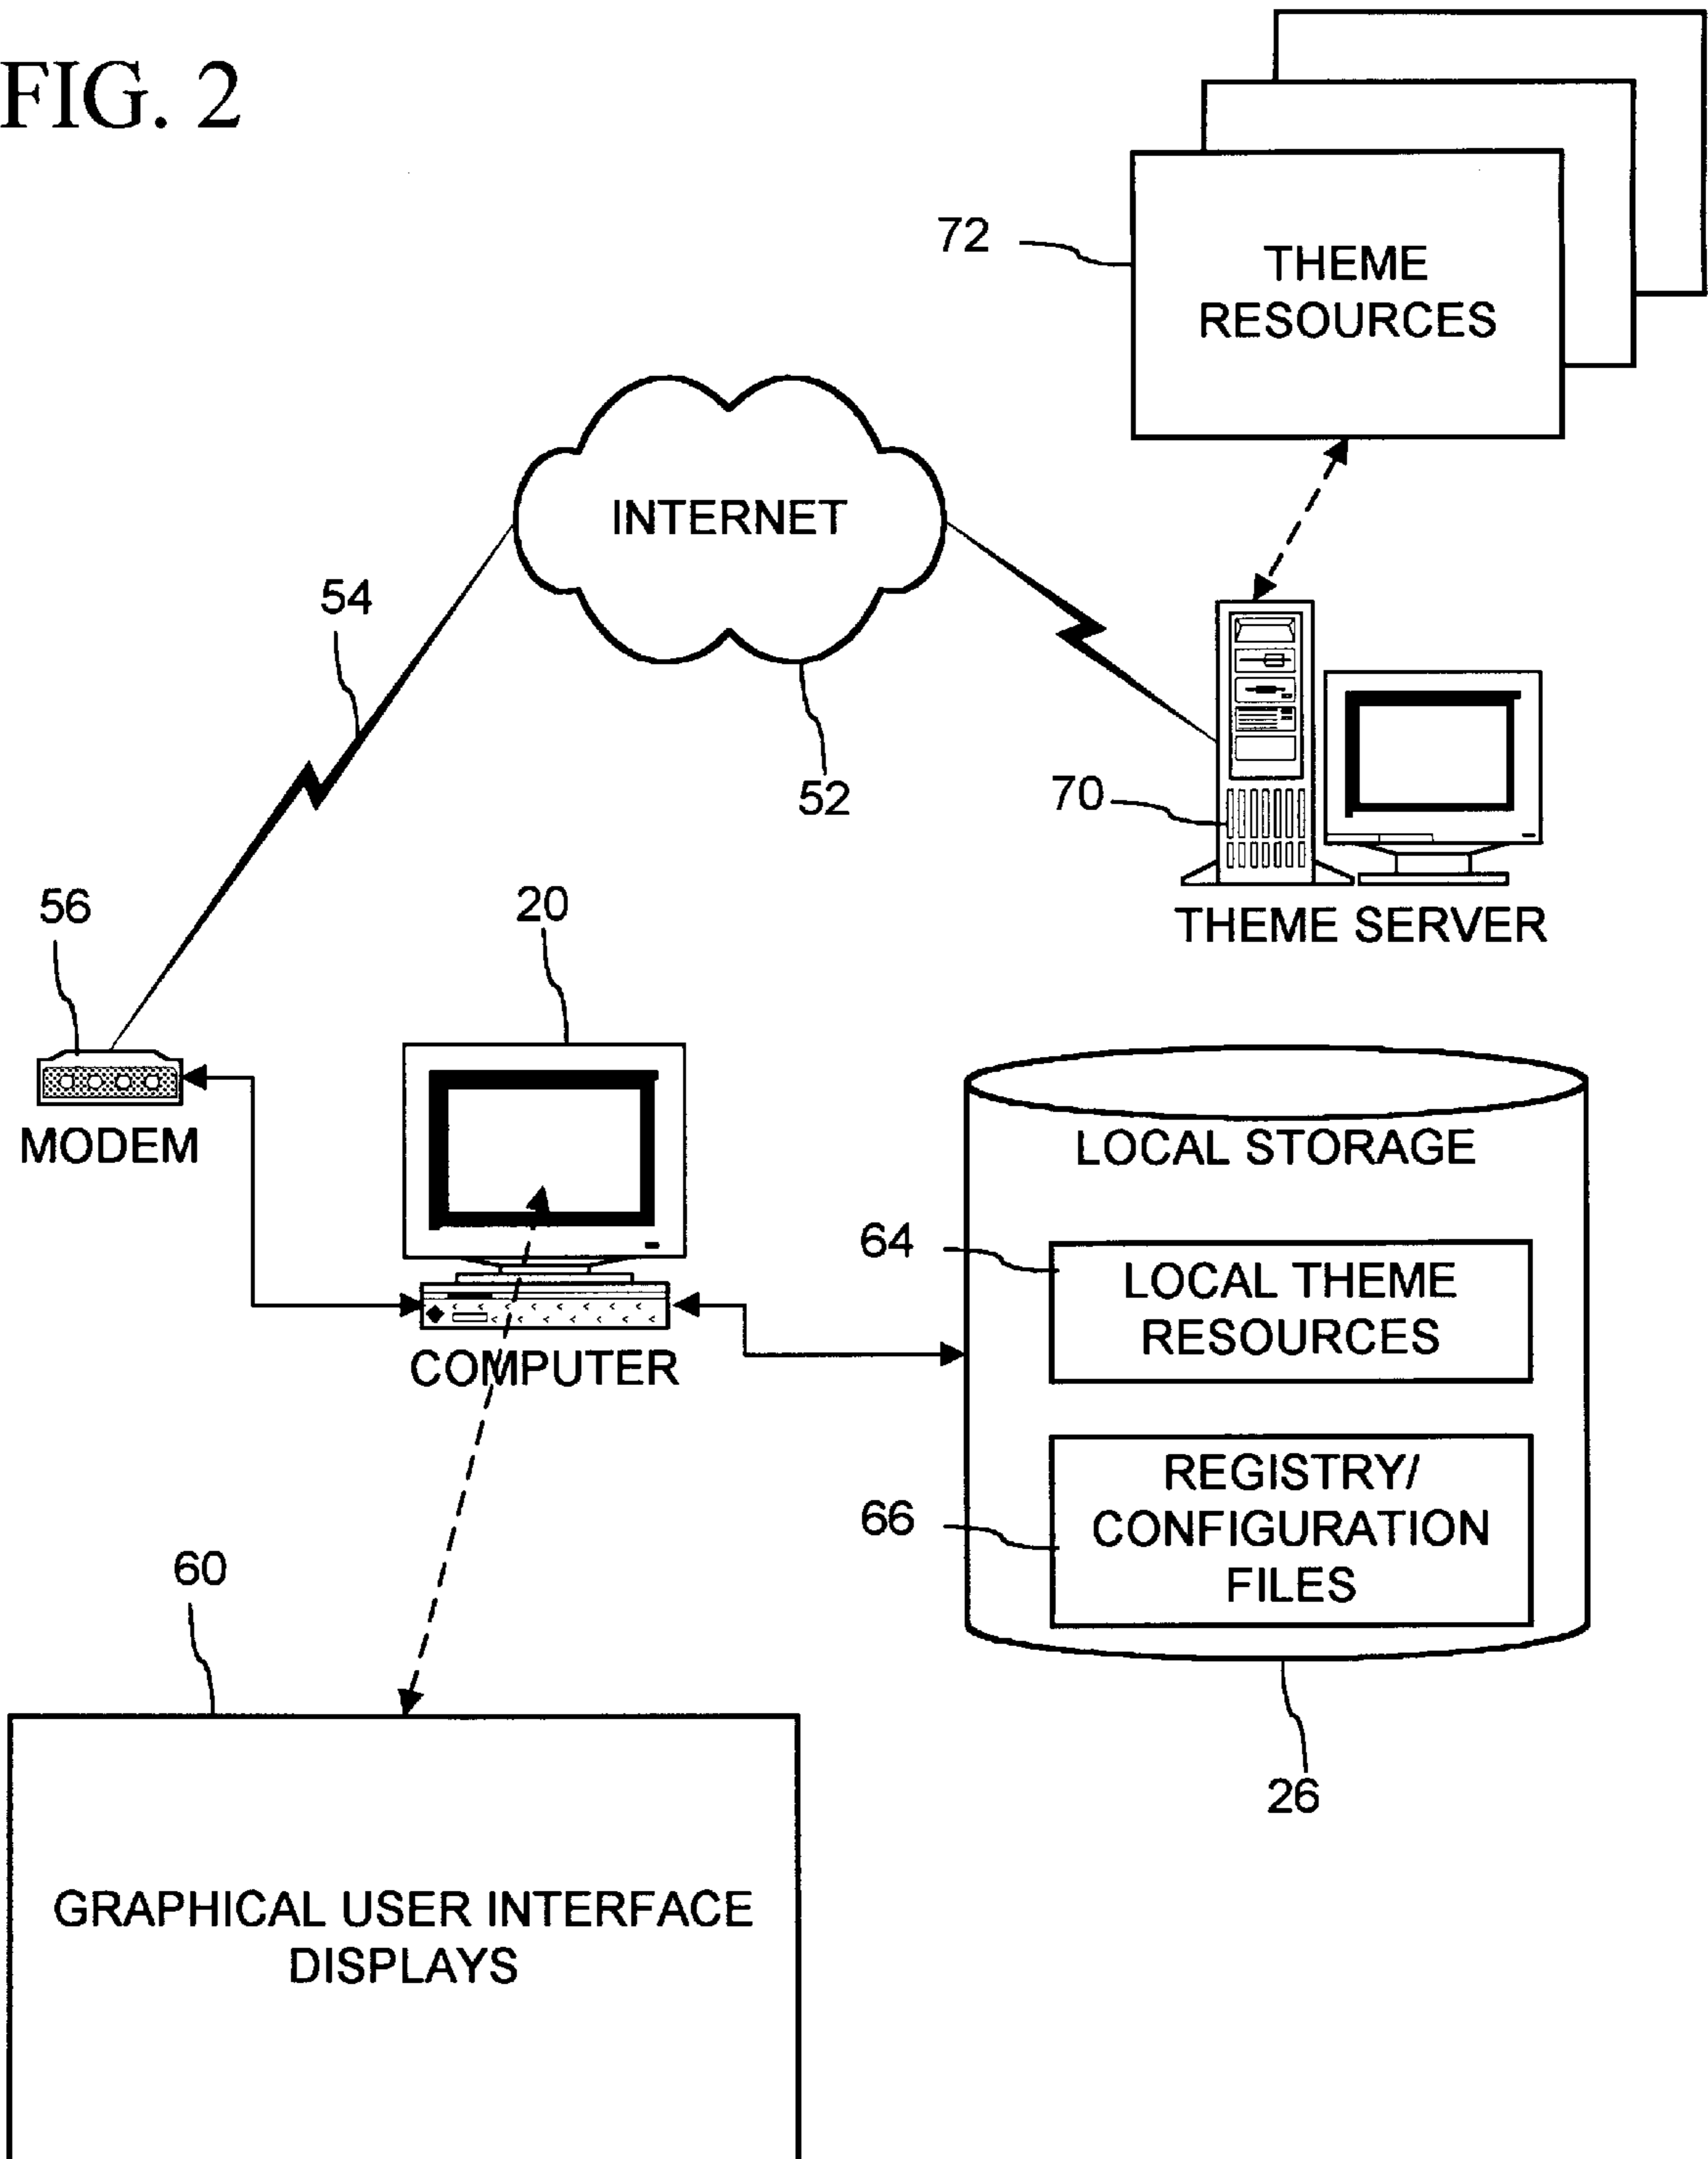 FIG. 2
72
THEME
RESOURCES
INTERNET
54
52
70
THEME SERVER
56
20
MODEM
COMPUTER
LOCAL STORAGE
64
LOCAL THEME
RESOURCES
66
REGISTRY/
CONFIGURATION
FILES
60
26
GRAPHICAL USER INTERFACE
DISPLAYS